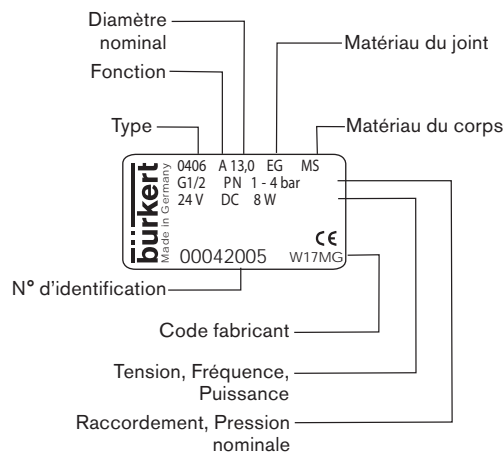 Diamètre
nominal
Matériau du joint
Fonction
Type
Matériau du corps
bürkert
Made in Germany
0406 A 13,0 EG MS
G1/2 PN 1 - 4 bar
24 V DC 8 W
CE
00042005 W17MG
N° d'identification
Code fabricant
Tension, Fréquence,
Puissance
Raccordement, Pression
nominale